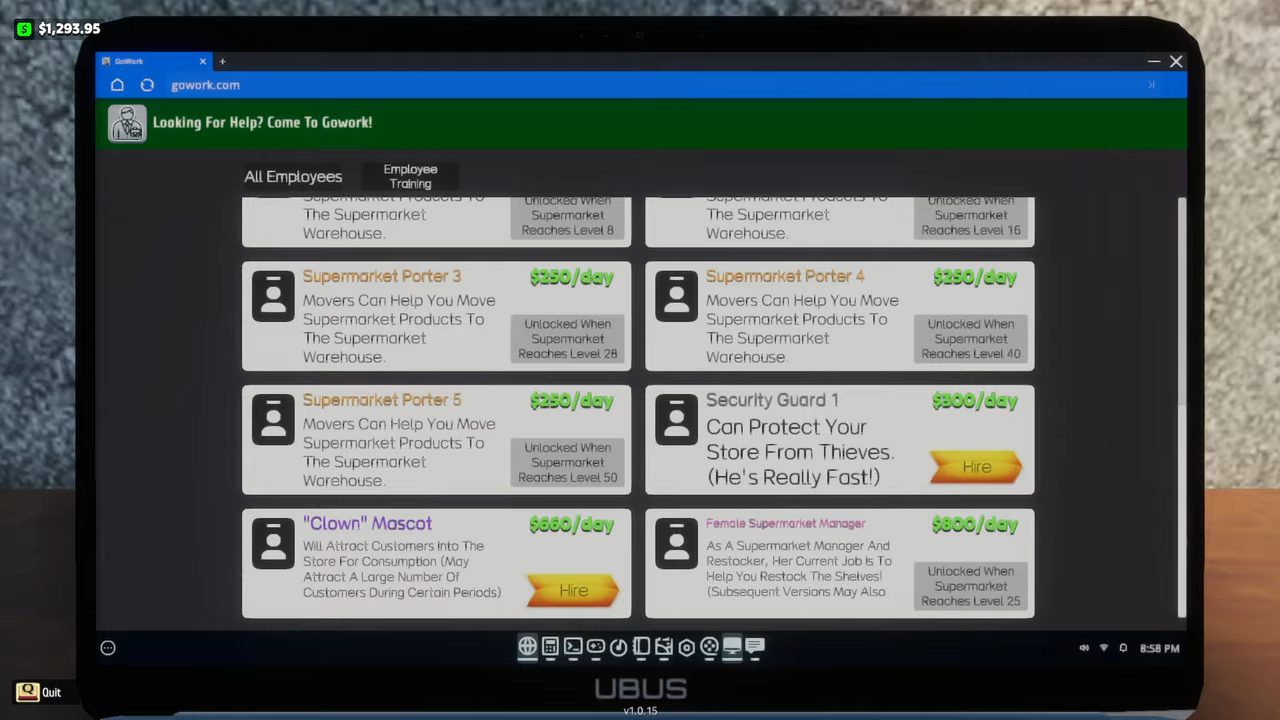 $1,293.95
GoWork
gowork.com
Looking For Help? Come To Gowork!
All Employees
Employee
Training
Supermarket Products To
The Supermarket
Warehouse.
Unlocked When
Supermarket
Reaches Level 8
Supermarket Products To
The Supermarket
Warehouse.
Unlocked When
Supermarket
Reaches Level 16
Supermarket Porter 3
$250/day
Movers Can Help You Move
Supermarket Products To
The Supermarket
Warehouse.
Unlocked When
Supermarket
Reaches Level 28
Supermarket Porter 4
$250/day
Movers Can Help You Move
Supermarket Products To
The Supermarket
Warehouse.
Unlocked When
Supermarket
Reaches Level 40
Supermarket Porter 5
$250/day
Movers Can Help You Move
Supermarket Products To
The Supermarket
Warehouse.
Unlocked When
Supermarket
Reaches Level 50
Security Guard 1
$300/day
Can Protect Your
Store From Thieves.
(He's Really Fast!)
Hire
"Clown" Mascot
$660/day
Will Attract Customers Into The
Store For Consumption (May
Attract A Large Number Of
Customers During Certain Periods)
Hire
Female Supermarket Manager
$800/day
As A Supermarket Manager And
Restocker, Her Current Job Is To
Help You Restock The Shelves!
(Subsequent Versions May Also
Unlocked When
Supermarket
Reaches Level 25
8:58 PM
Q Quit
UBUS
v1.0.15